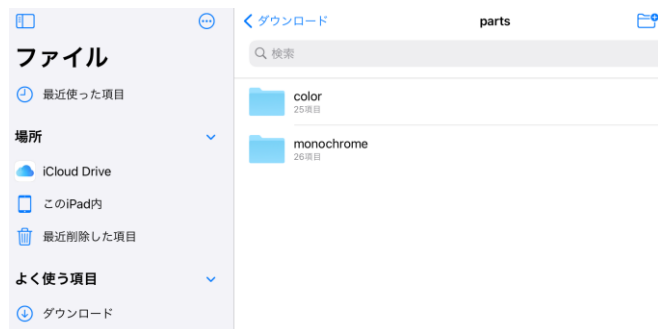 ファイル
最近使った項目
場所
iCloud Drive
このiPad内
最近削除した項目
よく使う項目
ダウンロード
ダウンロード
parts
検索
color
25項目
monochrome
26項目